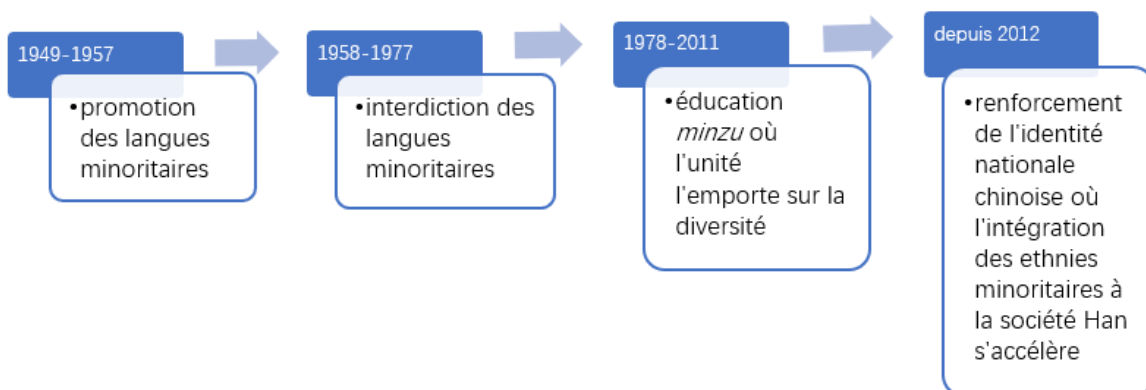 1949-1957
•promotion
des langues
minoritaires
1958-1977
•interdiction des
langues
minoritaires
1978-2011
•éducation
minzu où
l'unité
l'emporte sur la
diversité
depuis 2012
•renforcement
de l'identité
nationale
chinoise où
l'intégration
des ethnies
minoritaires à
la société Han
s'accélère